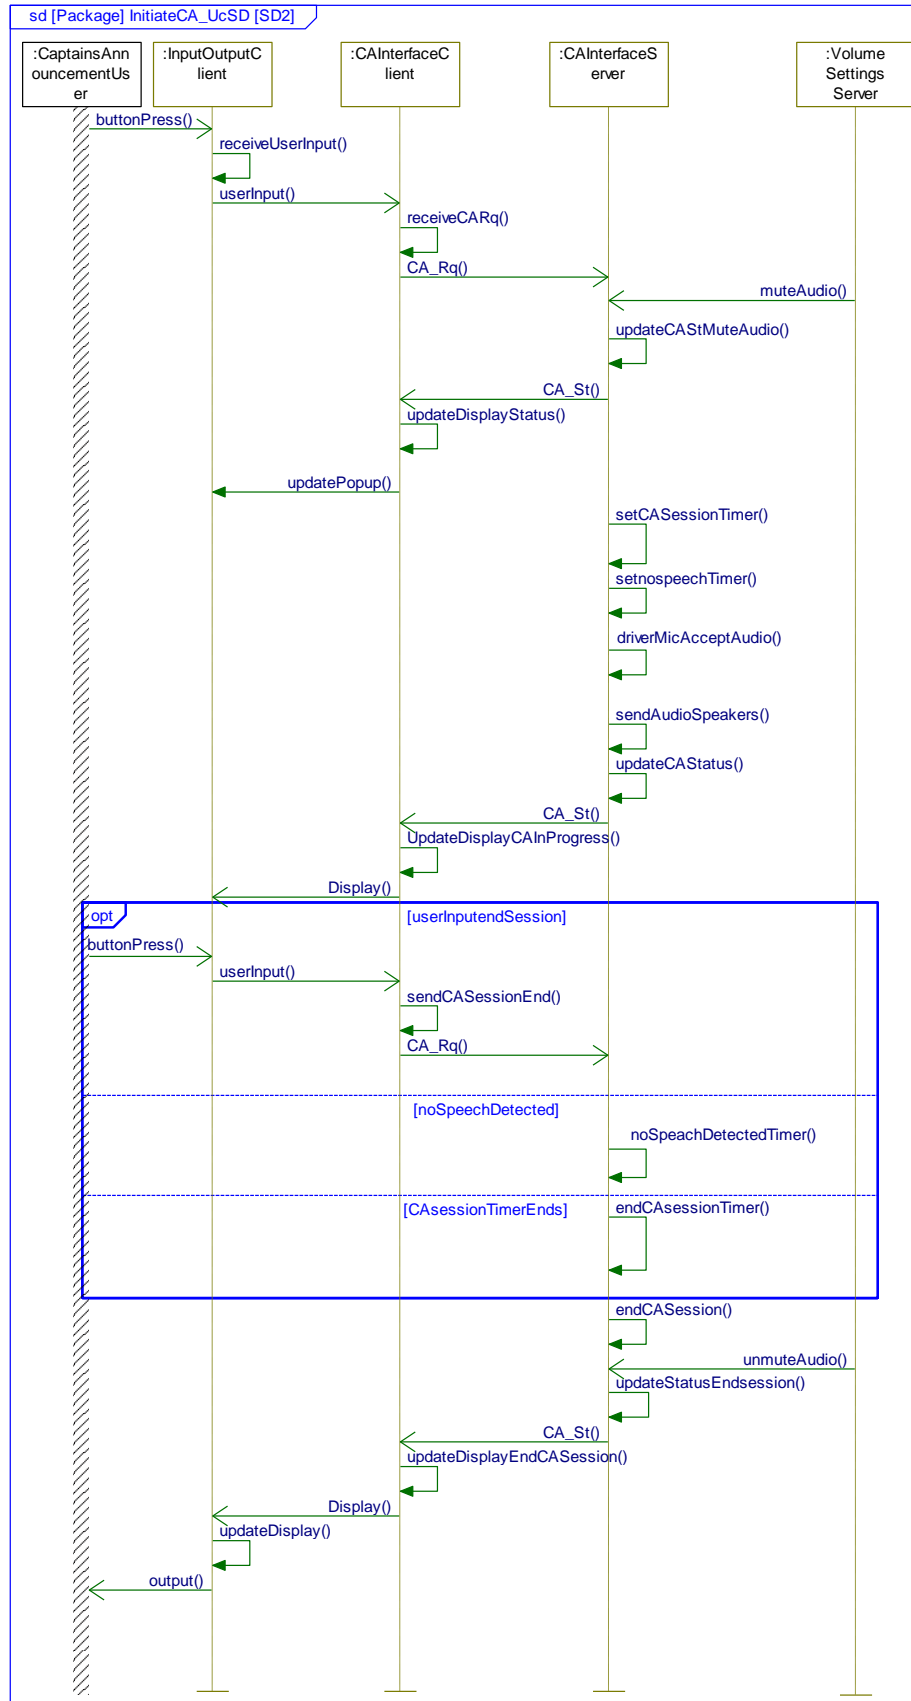 sd [Package] InitiateCA_UcSD [SD2]
:CaptainsAnn
ouncementUs
er
:InputOutputC
lient
:CAInterfaceC
lient
:CAInterfaceS
erver
:Volume
Settings
Server
buttonPress()
receiveUserInput()
userInput()
receiveCARq()
CA_Rq()
muteAudio()
updateCAStMuteAudio()
CA_St()
updateDisplayStatus()
updatePopup()
setCASessionTimer()
setnospeechTimer()
driverMicAcceptAudio()
sendAudioSpeakers()
updateCAStatus()
CA_St()
UpdateDisplayCAInProgress()
Display()
opt
[userInputendSession]
buttonPress()
userInput()
sendCASessionEnd()
CA_Rq()
[noSpeechDetected]
noSpeachDetectedTimer()
[CAsessionTimerEnds]
endCAsessionTimer()
endCASession()
unmuteAudio()
updateStatusEndsession()
CA_St()
updateDisplayEndCASession()
Display()
updateDisplay()
output()